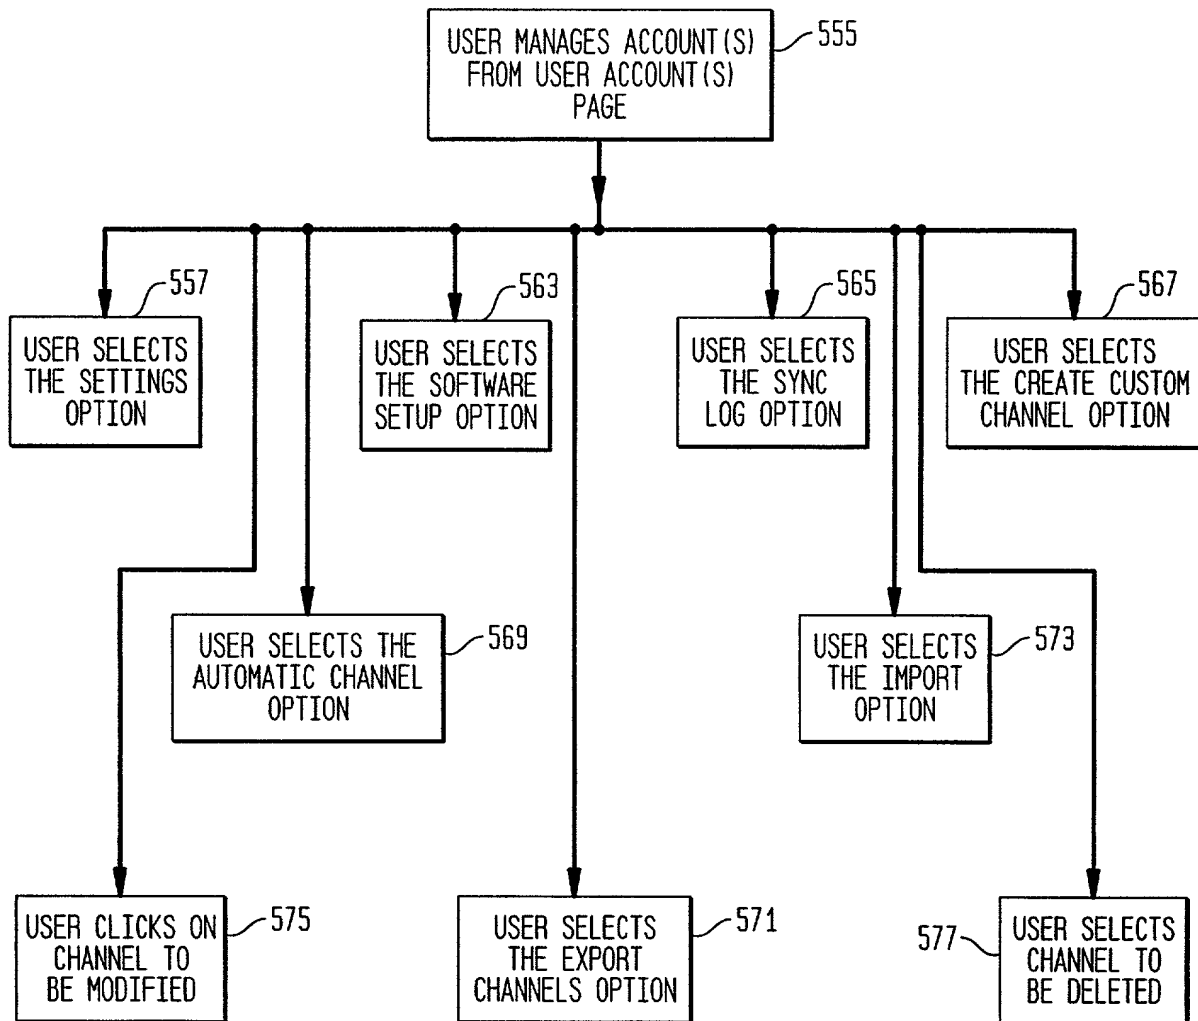 USER MANAGES ACCOUNT(S)
FROM USER ACCOUNT(S)
PAGE
555
557
USER SELECTS
THE SETTINGS
OPTION
563
USER SELECTS
THE SOFTWARE
SETUP OPTION
565
USER SELECTS
THE SYNC
LOG OPTION
567
USER SELECTS
THE CREATE CUSTOM
CHANNEL OPTION
USER SELECTS THE
AUTOMATIC CHANNEL
OPTION
569
USER SELECTS
THE IMPORT
OPTION
573
USER CLICKS ON
CHANNEL TO
BE MODIFIED
575
USER SELECTS
THE EXPORT
CHANNELS OPTION
571
577
USER SELECTS
CHANNEL TO
BE DELETED